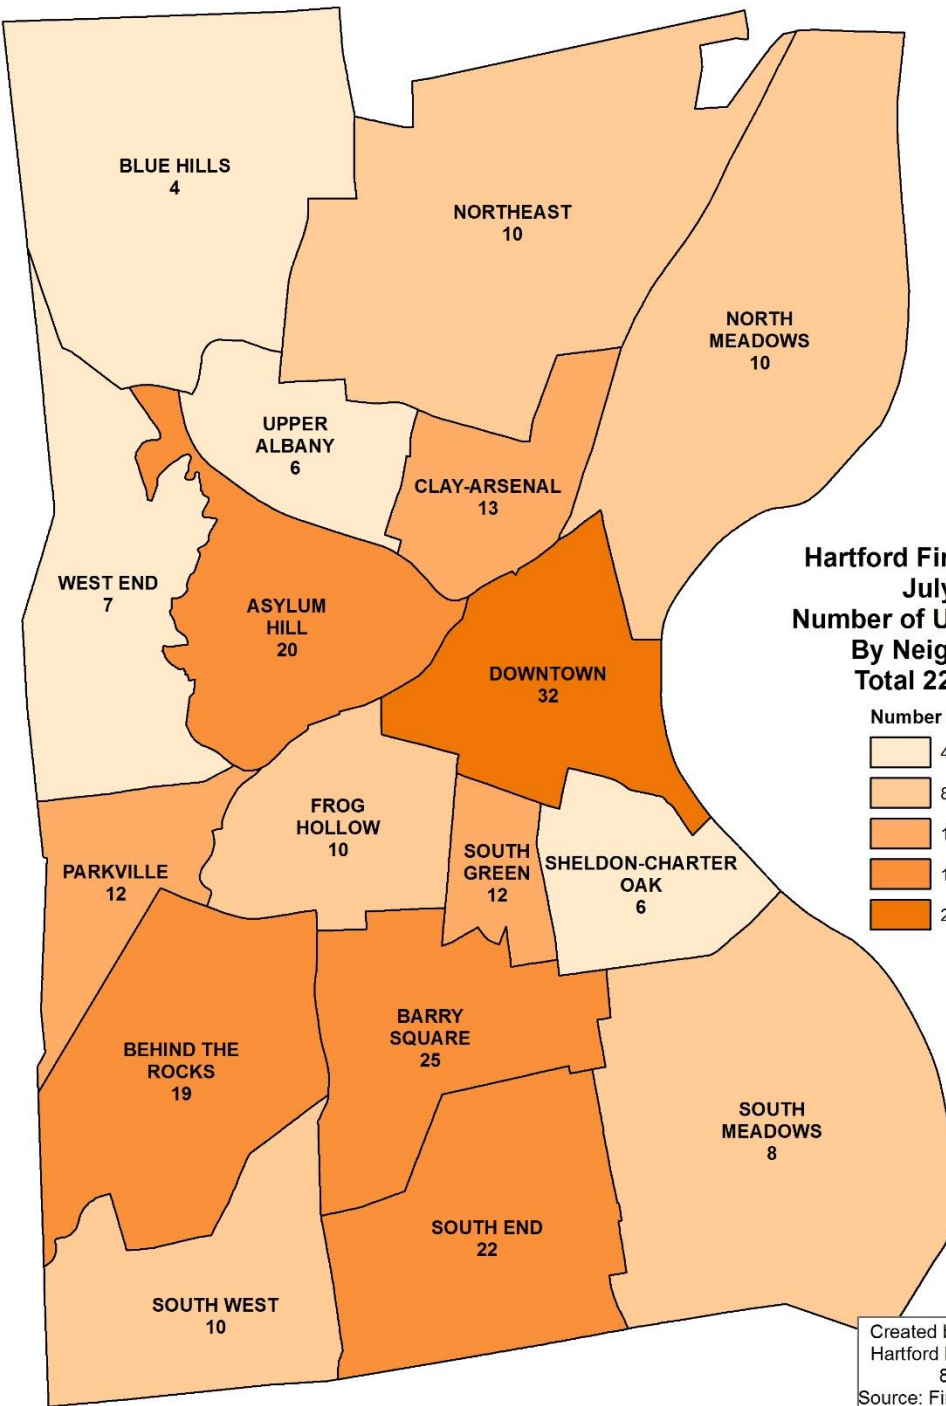 BLUE HILLS
4
NORTHEAST
10
NORTH
MEADOWS
10
UPPER
ALBANY
6
CLAY-ARSENAL
13
WEST END
7
ASYLUM
HILL
20
DOWNTOWN
32
Hartford
July
Number of
By
Total
Number
FROG
HOLLOW
10
SOUTH
GREEN
12
SHELDON-CHARTER
OAK
6
PARKVILLE
12
BARRY
SQUARE
25
BEHIND THE
ROCKS
19
SOUTH
MEADOWS
8
SOUTH END
22
SOUTH WEST
10
Created
Hartford
Source: